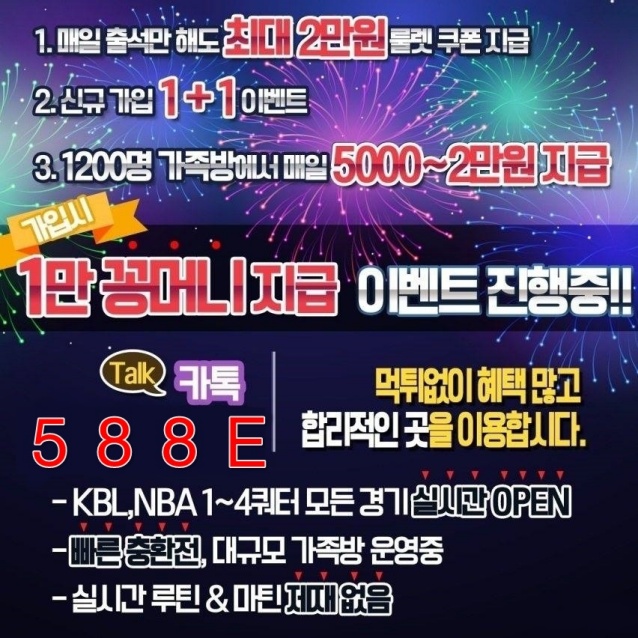 1. 매일 출석만 해도 최대 2만원 룰렛 쿠폰 지급
2. 신규 가입 1+1 이벤트
3. 1200명 가족방에서 매일 5000~2만원 지급
가입시
1만 꽁머니 지급 이벤트 진행중!!
Talk 카톡
588E
먹튀없이 혜택 많고
합리적인 곳을 이용합시다.
- KBL,NBA 1~4쿼터 모든 경기 실시간 OPEN
- 빠른 충환전, 대규모 가족방 운영중
- 실시간 루틴 & 마틴 제재 없음